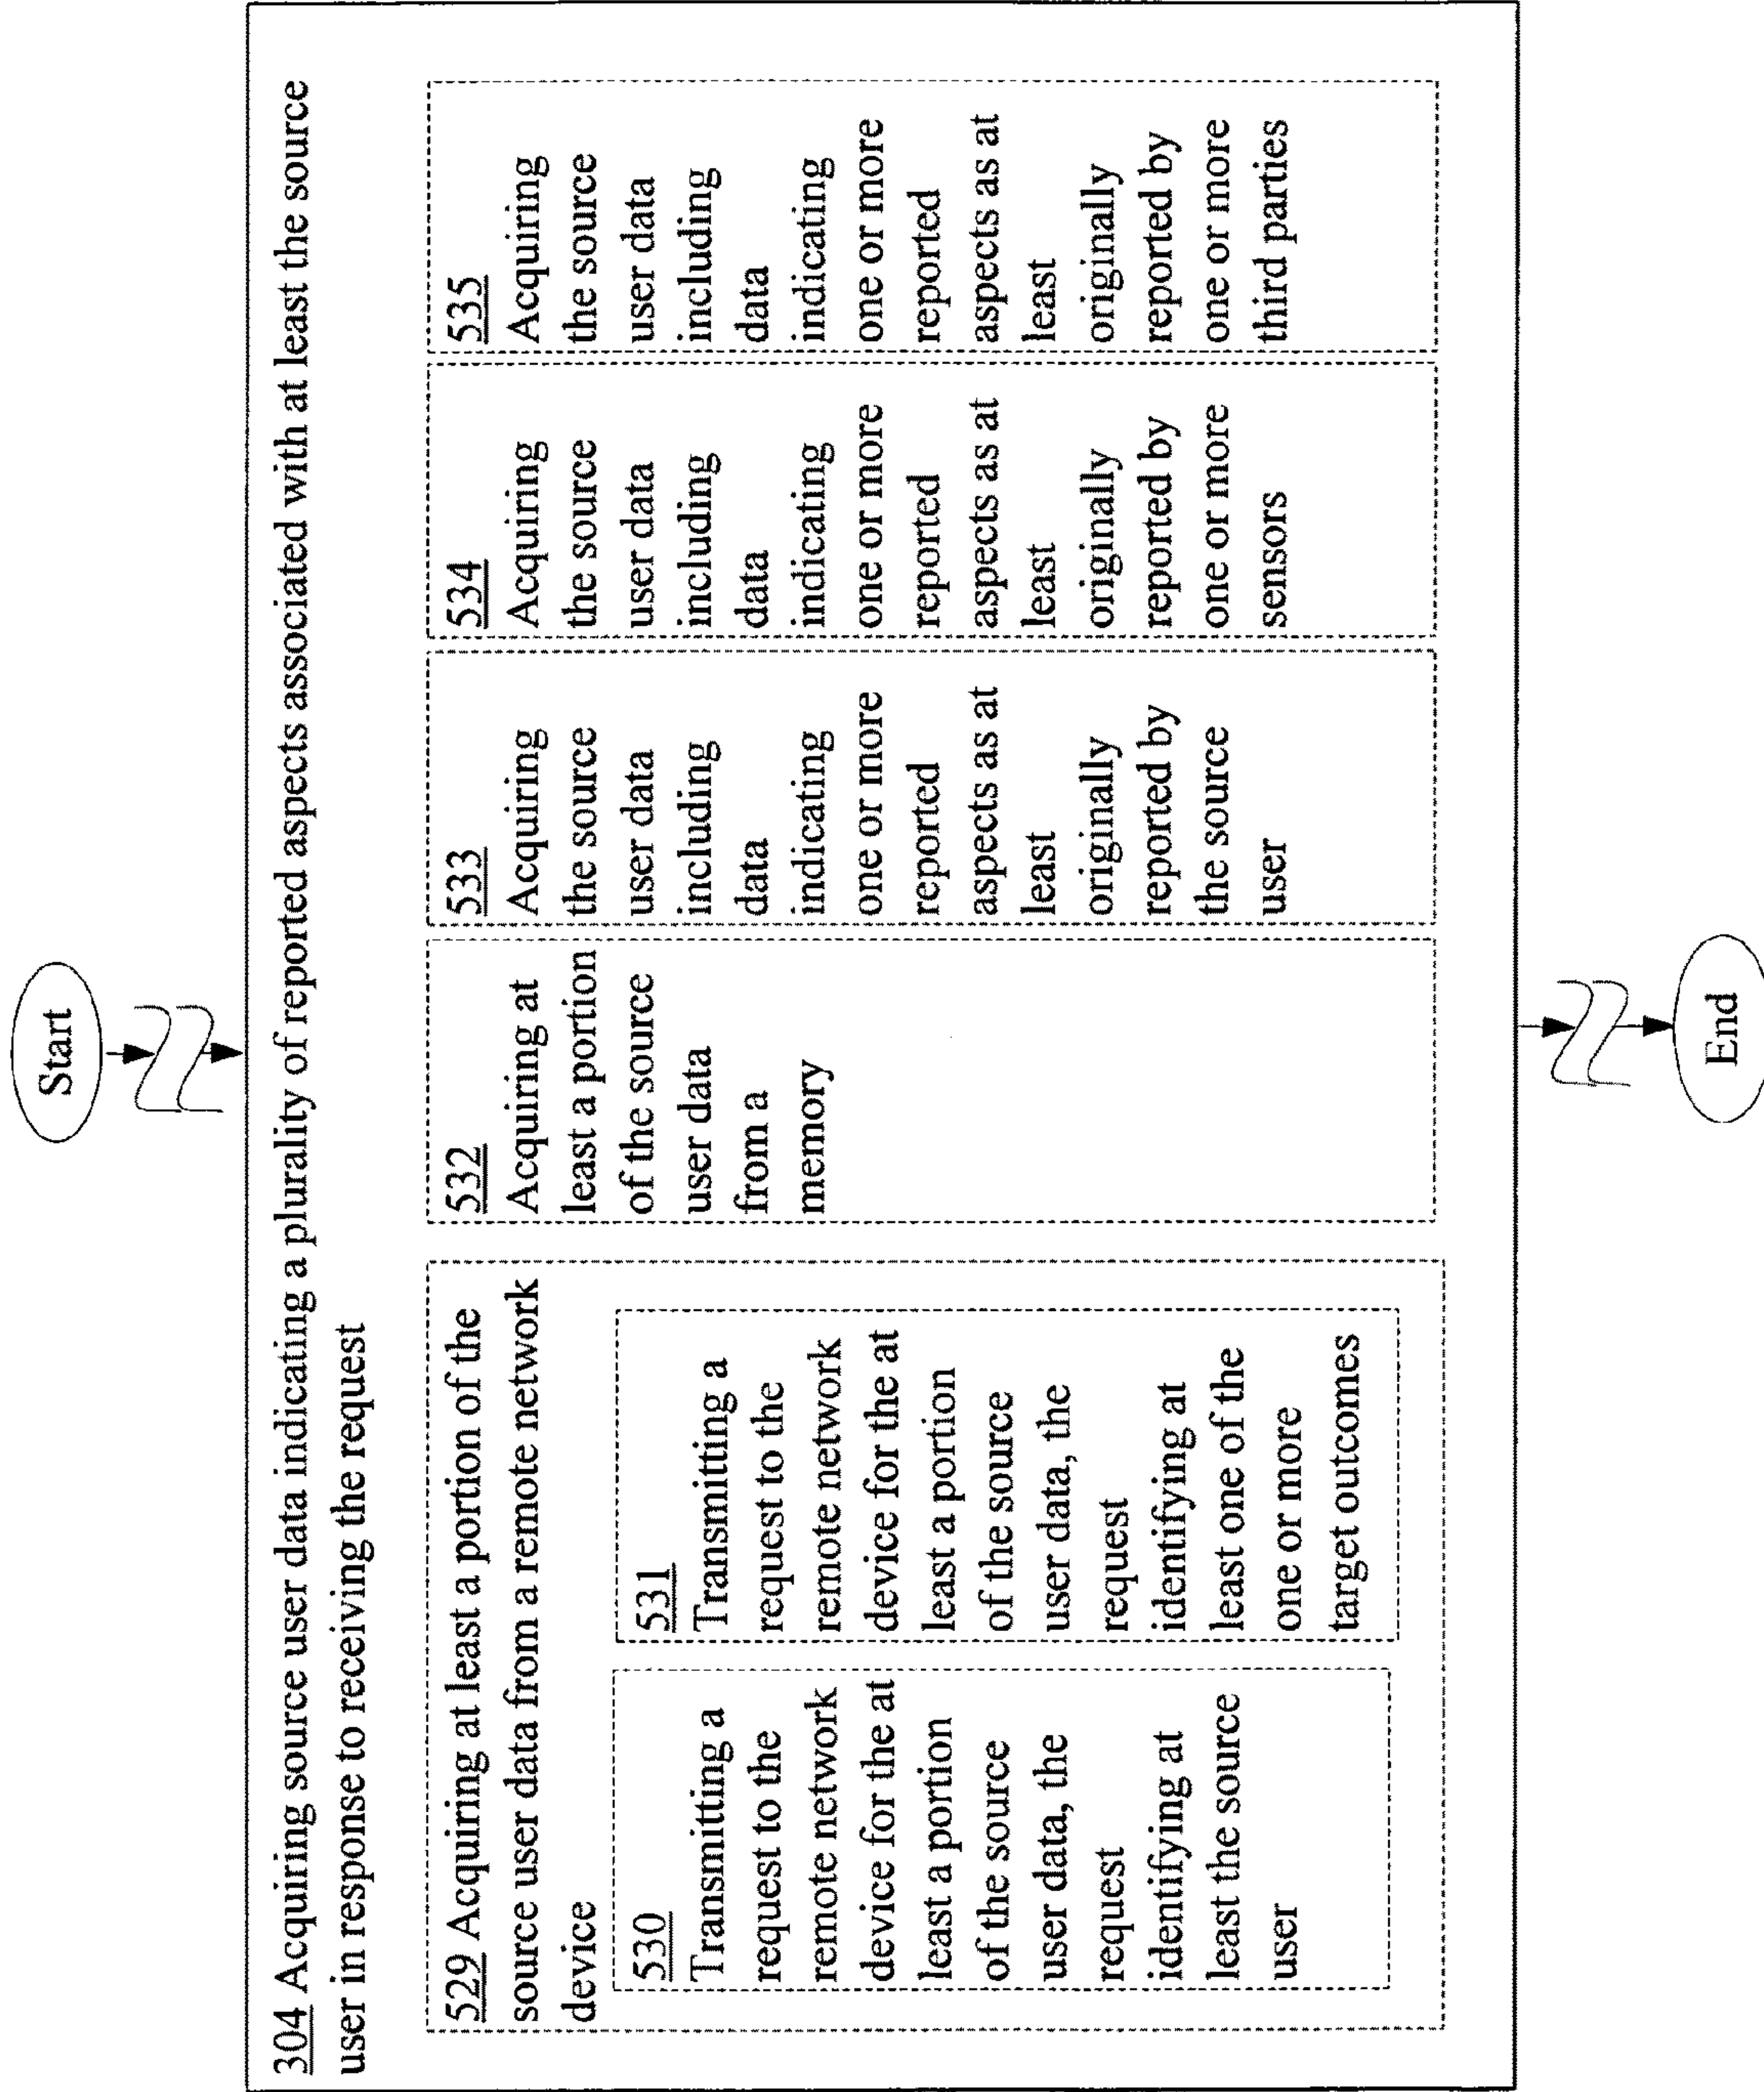 Start
304 Acquiring source user data indicating a plurality of reported aspects associated with at least the source
user in response to receiving the request
529 Acquiring at least a portion of the
source user data from a remote network
device
530
Transmitting a
request to the
remote network
device for the at
least a portion
of the source
user data, the
request
identifying at
least the source
user
531
Transmitting a
request to the
remote network
device for the at
least a portion
of the source
user data, the
request
identifying at
least one of the
one or more
target outcomes
532
Acquiring at
least a portion
of the source
user data
from a
memory
533
Acquiring
the source
user data
including
data
indicating
one or more
reported
aspects as at
least
originally
reported by
the source
user
534
Acquiring
the source
user data
including
data
indicating
one or more
reported
aspects as at
least
originally
reported by
one or more
sensors
535
Acquiring
the source
user data
including
data
indicating
one or more
reported
aspects as at
least
originally
reported by
one or more
third parties
End